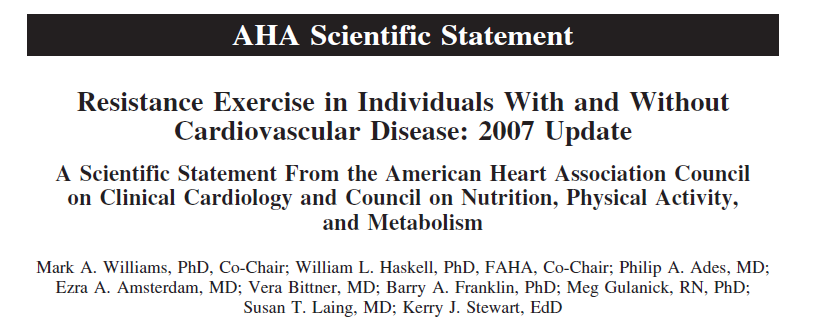 AHA Scientific Statement
Resistance Exercise in Individuals With and Without
Cardiovascular Disease: 2007 Update
A Scientific Statement From the American Heart Association Council
on Clinical Cardiology and Council on Nutrition, Physical Activity,
and Metabolism
Mark A. Williams, PhD, Co-Chair; William L. Haskell, PhD, FAHA, Co-Chair; Philip A. Ades, MD;
Ezra A. Amsterdam, MD; Vera Bittner, MD; Barry A. Franklin, PhD; Meg Gulanick, RN, PhD;
Susan T. Laing, MD; Kerry J. Stewart, EdD